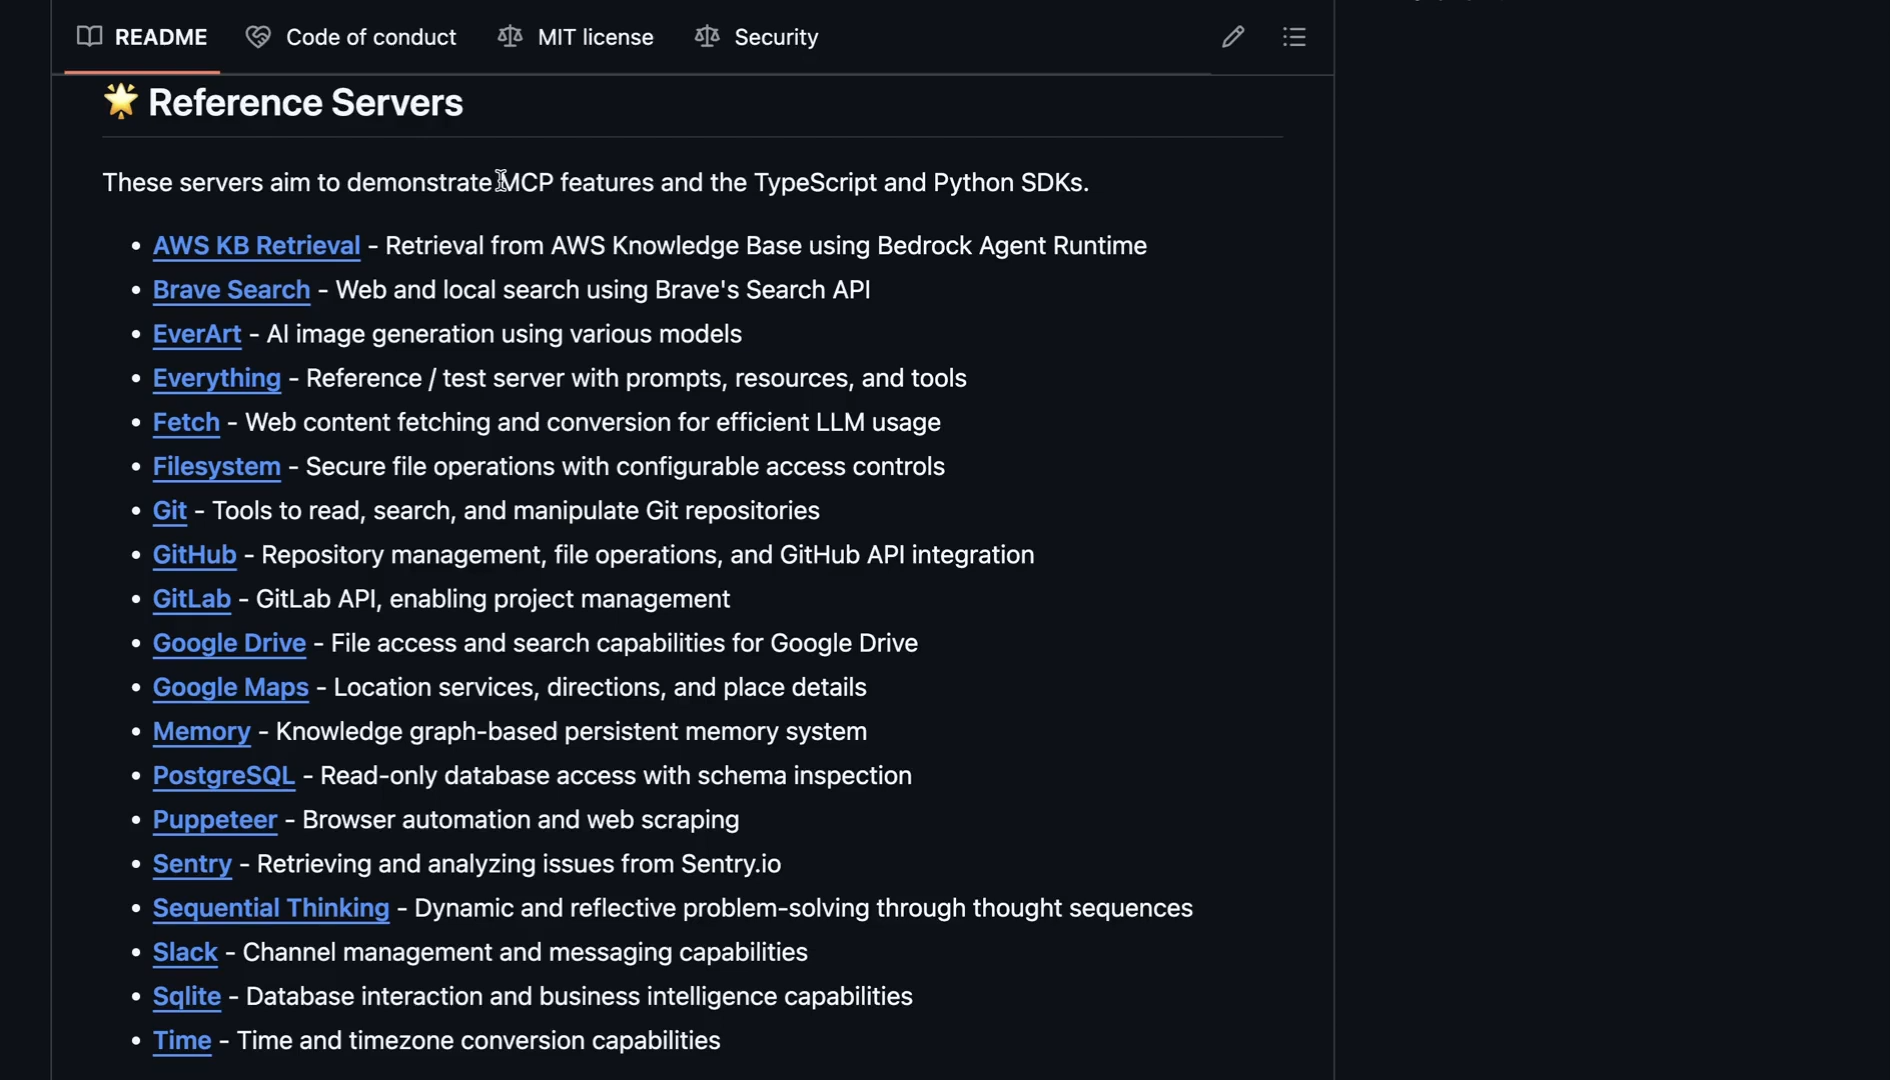 README Code of conduct MIT license Security
🌟 Reference Servers
These servers aim to demonstrate MCP features and the TypeScript and Python SDKs.
• AWS KB Retrieval - Retrieval from AWS Knowledge Base using Bedrock Agent Runtime
• Brave Search - Web and local search using Brave's Search API
• EverArt - AI image generation using various models
• Everything - Reference / test server with prompts, resources, and tools
• Fetch - Web content fetching and conversion for efficient LLM usage
• Filesystem - Secure file operations with configurable access controls
• Git - Tools to read, search, and manipulate Git repositories
• GitHub - Repository management, file operations, and GitHub API integration
• GitLab - GitLab API, enabling project management
• Google Drive - File access and search capabilities for Google Drive
• Google Maps - Location services, directions, and place details
• Memory - Knowledge graph-based persistent memory system
• PostgreSQL - Read-only database access with schema inspection
• Puppeteer - Browser automation and web scraping
• Sentry - Retrieving and analyzing issues from Sentry.io
• Sequential Thinking - Dynamic and reflective problem-solving through thought sequences
• Slack - Channel management and messaging capabilities
• Sqlite - Database interaction and business intelligence capabilities
• Time - Time and timezone conversion capabilities